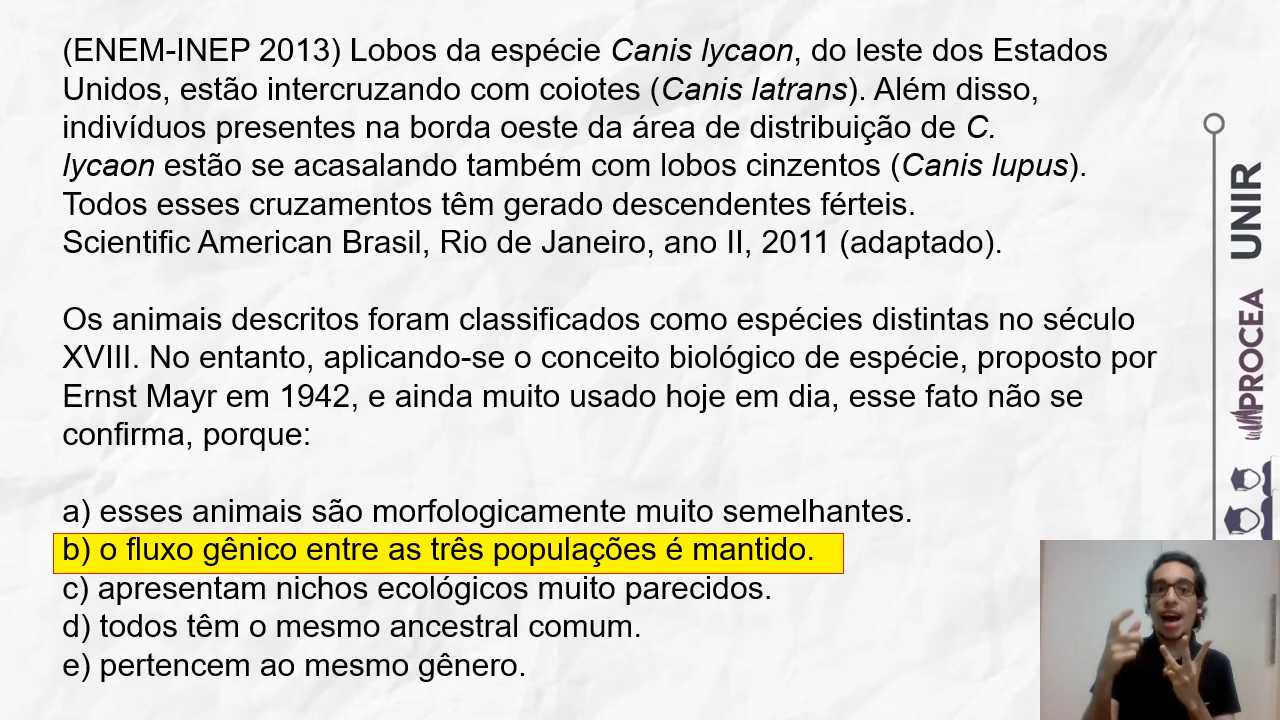 (ENEM-INEP 2013) Lobos da espécie Canis lycaon, do leste dos Estados
Unidos, estão intercruzando com coiotes (Canis latrans). Além disso,
indivíduos presentes na borda oeste da área de distribuição de C.
lycaon estão se acasalando também com lobos cinzentos (Canis lupus).
Todos esses cruzamentos têm gerado descendentes férteis.
Scientific American Brasil, Rio de Janeiro, ano II, 2011 (adaptado).
Os animais descritos foram classificados como espécies distintas no século
XVIII. No entanto, aplicando-se o conceito biológico de espécie, proposto por
Ernst Mayr em 1942, e ainda muito usado hoje em dia, esse fato não se
confirma, porque:
a) esses animais são morfologicamente muito semelhantes.
b) o fluxo gênico entre as três populações é mantido.
c) apresentam nichos ecológicos muito parecidos.
d) todos têm o mesmo ancestral comum.
e) pertencem ao mesmo gênero.
UNIR
PROCEA